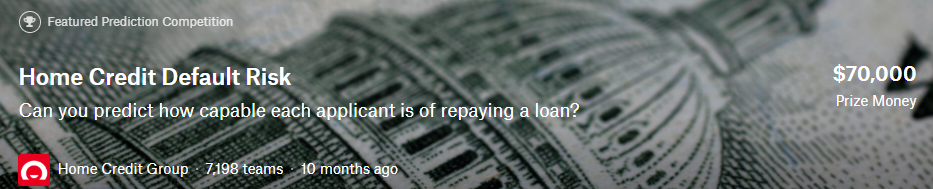 Featured Prediction Competition
Home Credit Default Risk
$70,000
Can you predict how capable each applicant is of repaying a loan?
Prize Money
Home Credit Group · 7,198 teams · 10 months ago